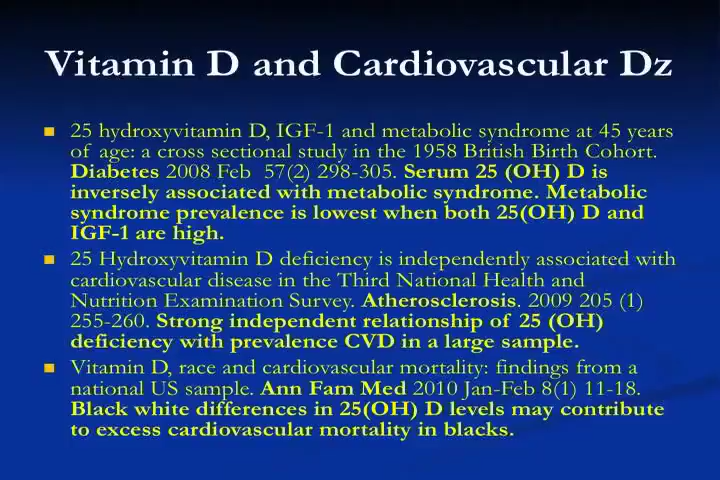 Vitamin D and Cardiovascular Dz
25 hydroxyvitamin D, IGF-1 and metabolic syndrome at 45 years
of age: a cross sectional study in the 1958 British Birth Cohort.
Diabetes 2008 Feb 57(2) 298-305. Serum 25 (OH) D is
inversely associated with metabolic syndrome. Metabolic
syndrome prevalence is lowest when both 25(OH) D and
IGF-1 are high.
25 Hydroxyvitamin D deficiency is independently associated with
cardiovascular disease in the Third National Health and
Nutrition Examination Survey. Atherosclerosis. 2009 205 (1)
255-260. Strong independent relationship of 25 (OH)
deficiency with prevalence CVD in a large sample.
Vitamin D, race and cardiovascular mortality: findings from a
national US sample. Ann Fam Med 2010 Jan-Feb 8(1) 11-18.
Black white differences in 25(OH) D levels may contribute
to excess cardiovascular mortality in blacks.